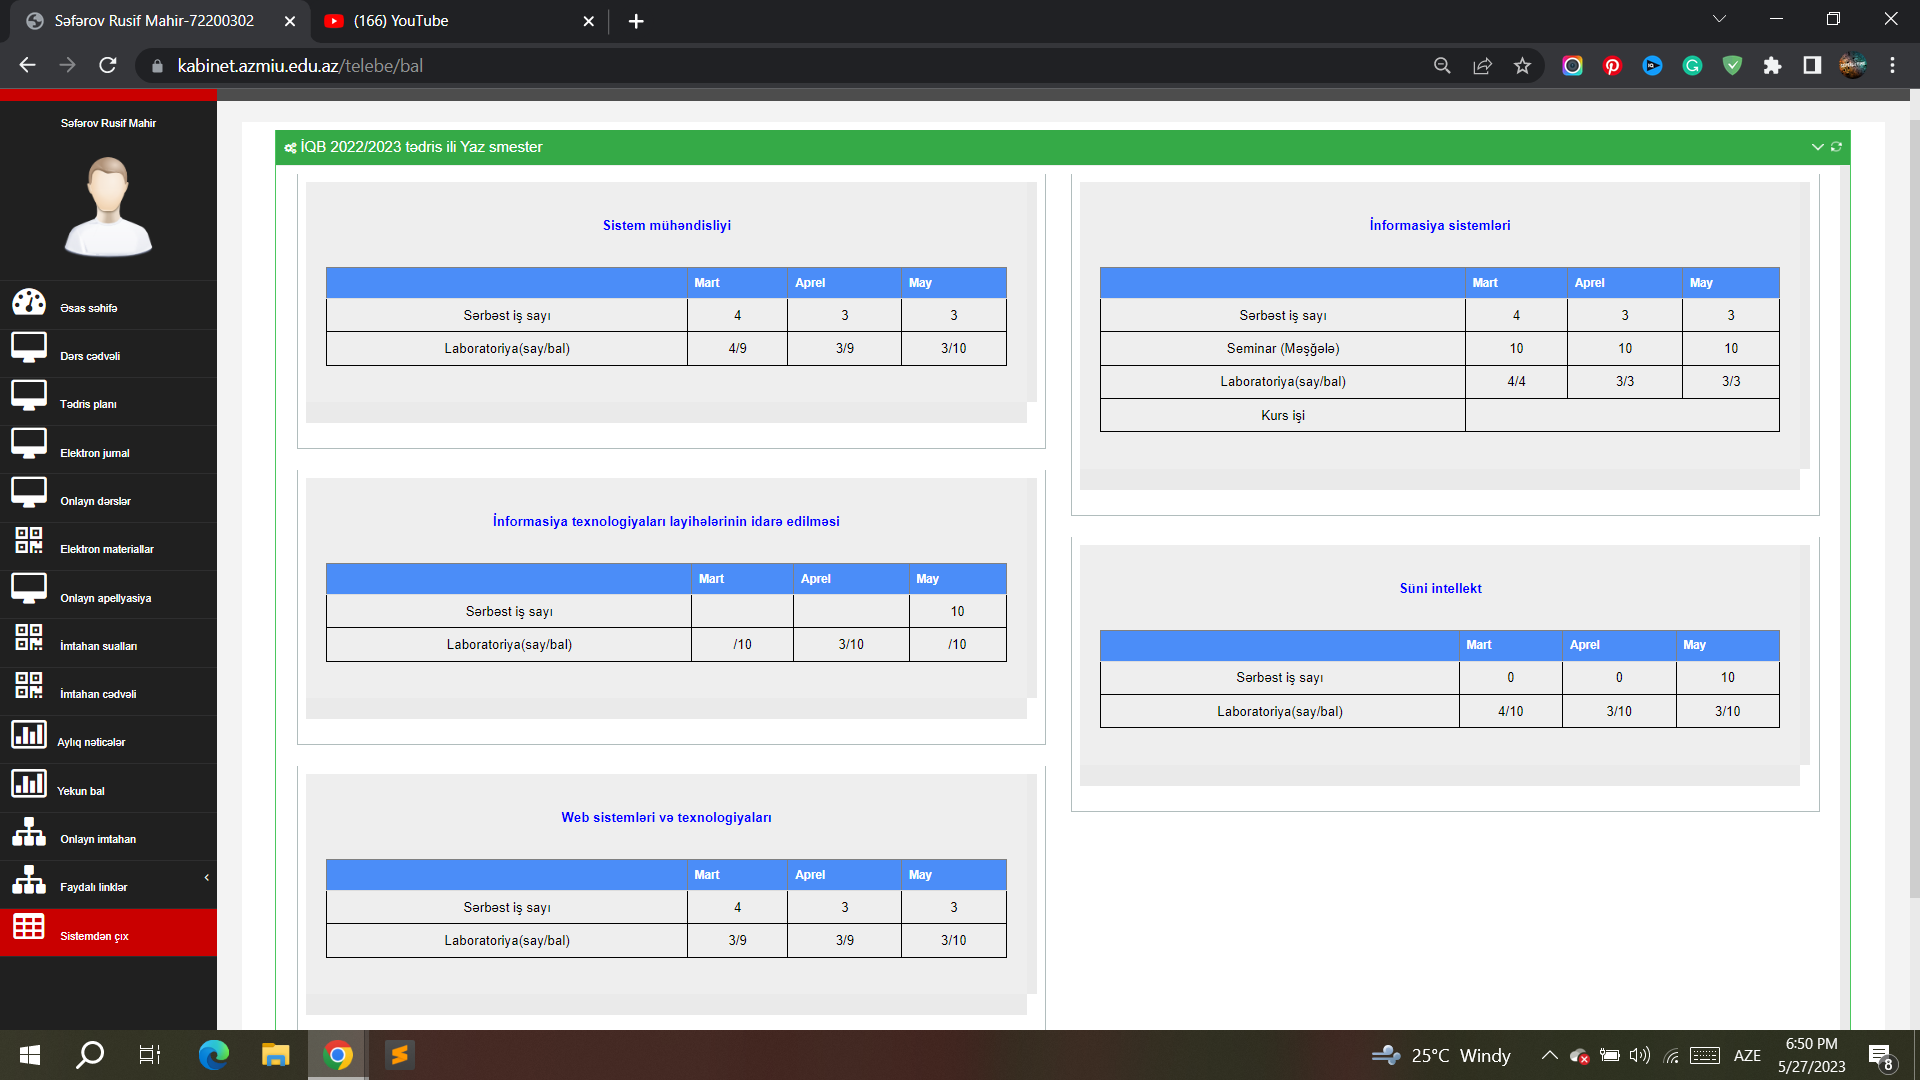 Səfərov Rusif Mahir-72200302
(166) YouTube
kabinet.azmiu.edu.az/telebe/bal
Səfərov Rusif Mahir
Əsas səhifə
Dərs cədvəli
Tədris planı
Elektron jurnal
Onlayn dərslər
Elektron materiallar
Onlayn apellyasiya
İmtahan sualları
İmtahan cədvəli
Aylıq nəticələr
Yekun bal
Onlayn imtahan
Faydalı linklər
Sistemdən çıx
İQB 2022/2023 tədris ili Yaz smester
Sistem mühəndisliyi
Mart Aprel May
Sərbəst iş sayı 4 3 3
Laboratoriya(say/bal) 4/9 3/9 3/10
İnformasiya texnologiyaları layihələrinin idarə edilməsi
Mart Aprel May
Sərbəst iş sayı 10
Laboratoriya(say/bal) /10 3/10 /10
Web sistemləri və texnologiyaları
Mart Aprel May
Sərbəst iş sayı 4 3 3
Laboratoriya(say/bal) 3/9 3/9 3/10
İnformasiya sistemləri
Mart Aprel May
Sərbəst iş sayı 4 3 3
Seminar (Məşğələ) 10 10 10
Laboratoriya(say/bal) 4/4 3/3 3/3
Kurs işi
Süni intellekt
Mart Aprel May
Sərbəst iş sayı 0 0 10
Laboratoriya(say/bal) 4/10 3/10 3/10
25°C Windy
AZE
6:50 PM
5/27/2023
8